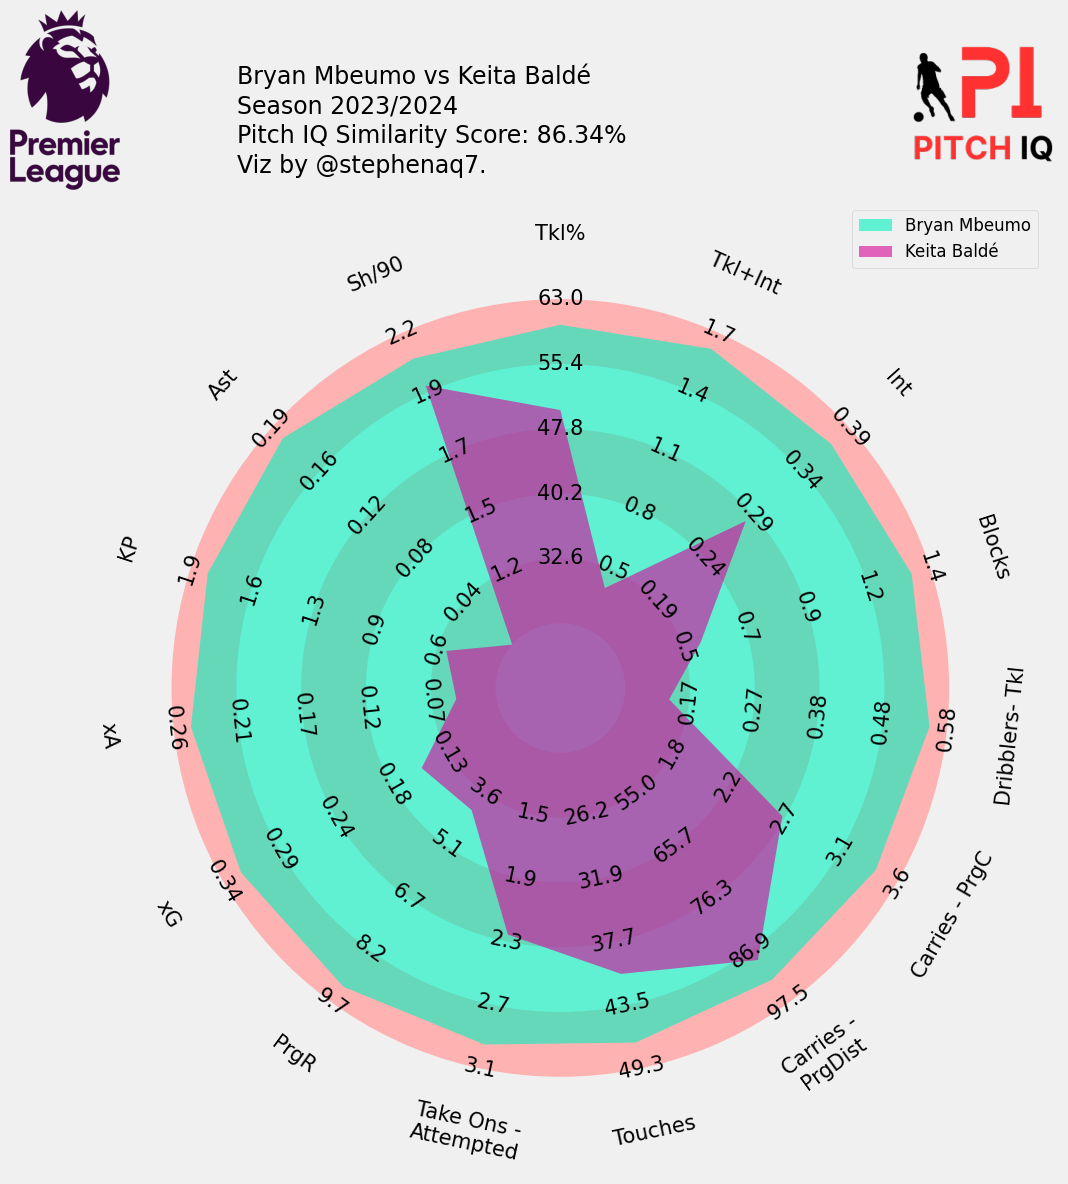 Premier
League
Bryan Mbeumo vs Keita Baldé
Season 2023/2024
Pitch IQ Similarity Score: 86.34%
Viz by @stephenaq7.
PI
PITCH IQ
Bryan Mbeumo
Keita Baldé
Tkl%
63.0
55.4
47.8
40.2
32.6
Tkl+Int
1.7
1.4
1.1
0.8
0.5
Int
0.39
0.34
0.29
0.24
0.19
Blocks
1.4
1.2
0.9
0.7
0.5
Dribblers- Tkl
0.58
0.48
0.38
0.27
0.17
Carries - PrgC
3.6
3.1
2.7
2.2
1.8
Carries -
PrgDist
97.5
86.9
76.3
65.7
55.0
Touches
49.3
43.5
37.7
31.9
26.2
Take Ons -
Attempted
3.1
2.7
2.3
1.9
1.5
PrgR
9.7
8.2
6.7
5.1
3.6
xG
0.34
0.29
0.24
0.18
0.13
xA
0.26
0.21
0.17
0.12
0.07
KP
1.9
1.6
1.3
0.9
0.6
Ast
0.19
0.16
0.12
0.08
0.04
Sh/90
2.2
1.9
1.7
1.5
1.2